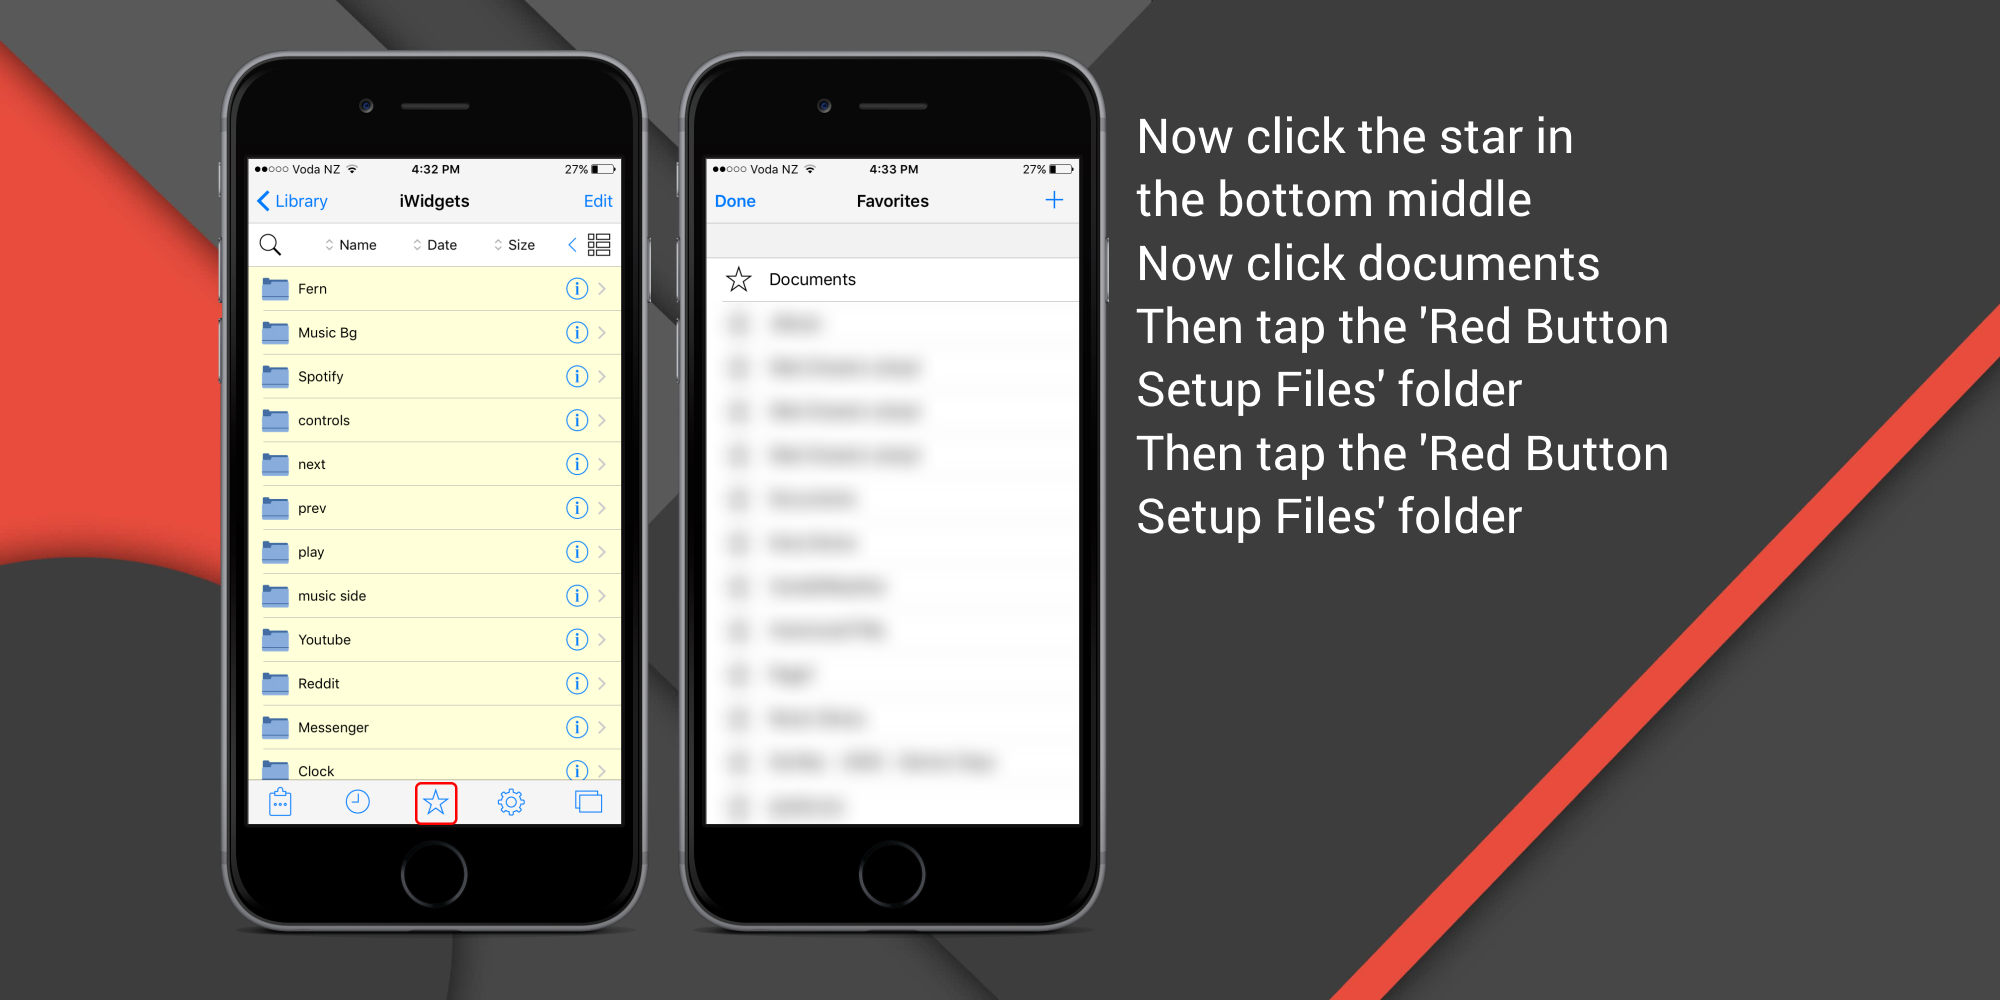 Voda NZ 4:32 PM 27%
Library iWidgets Edit
Name Date Size
Fern
Music Bg
Spotify
controls
next
prev
play
music side
Youtube
Reddit
Messenger
Clock
Voda NZ 4:33 PM 27%
Done Favorites +
Documents
Now click the star in
the bottom middle
Now click documents
Then tap the 'Red Button
Setup Files' folder
Then tap the 'Red Button
Setup Files' folder